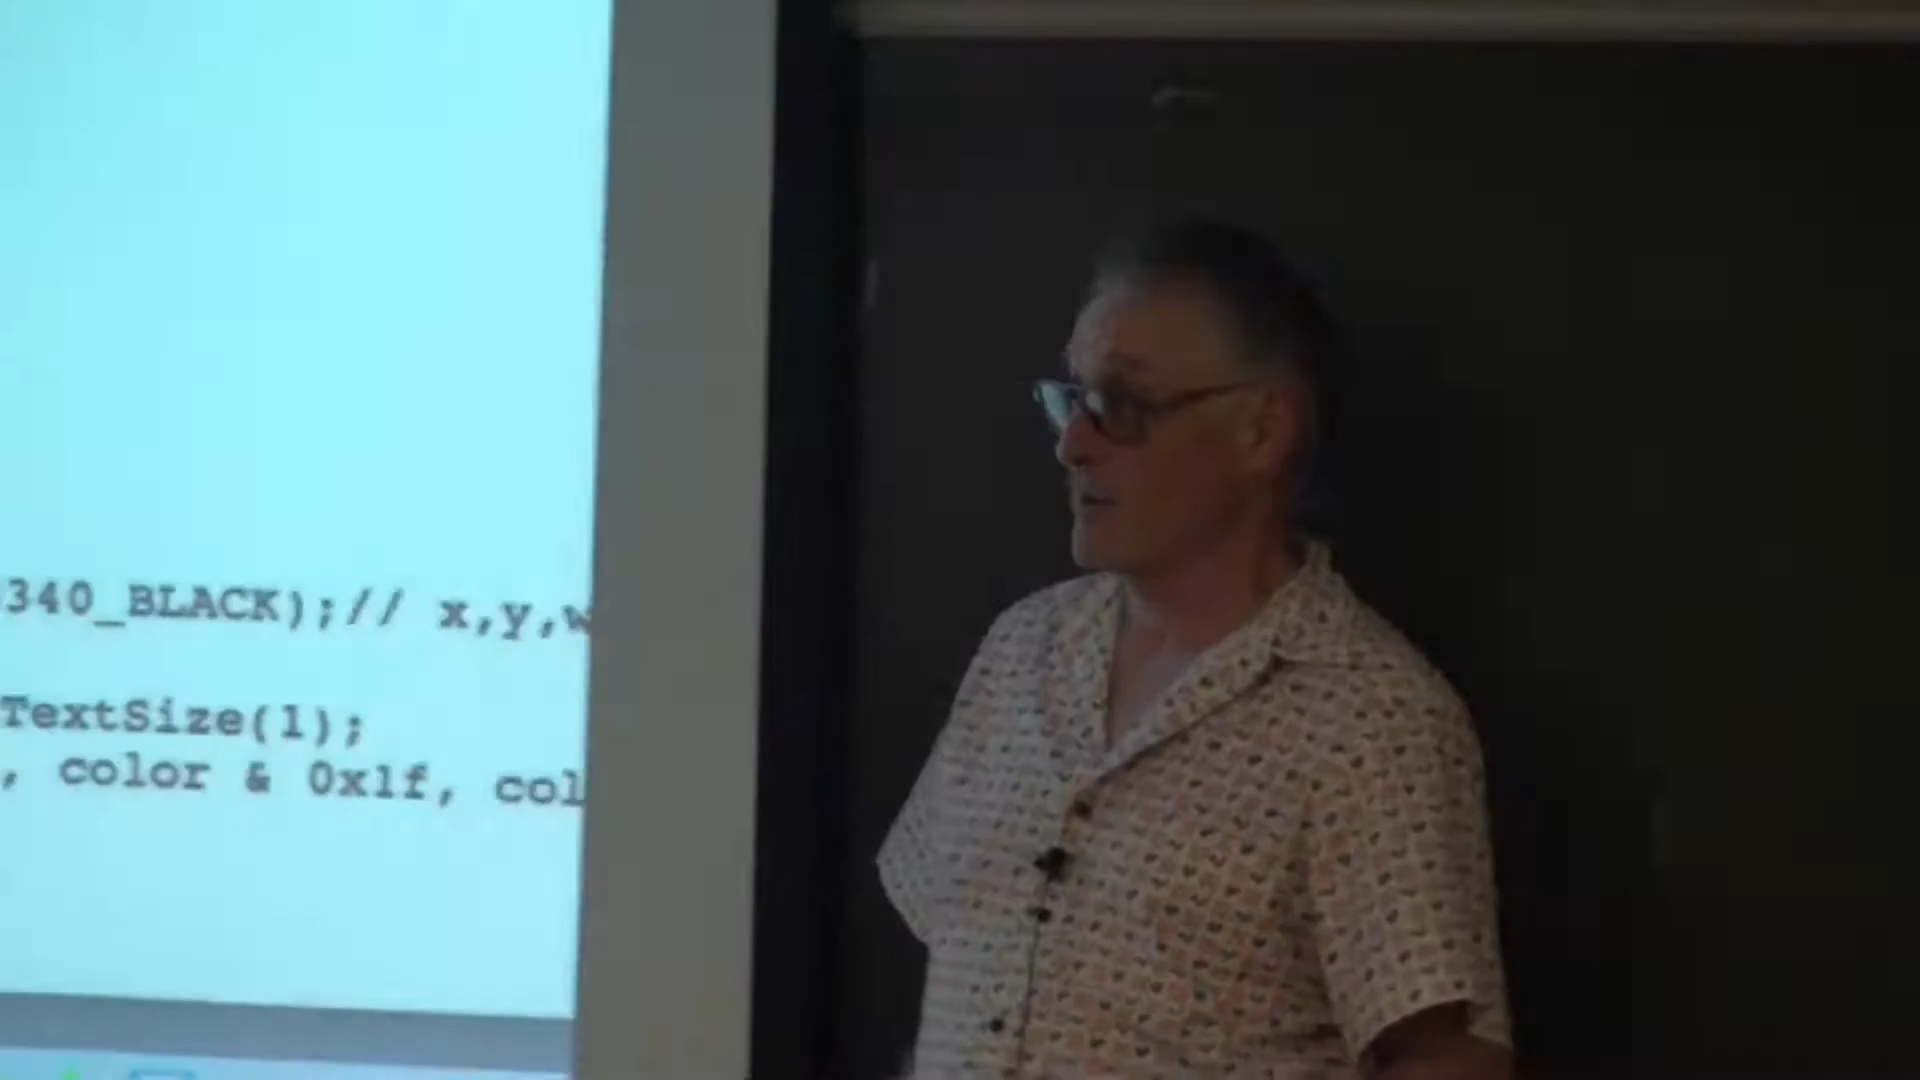 340_BLACK);// x,y,w
TextSize(1);
, color & 0x1f, col